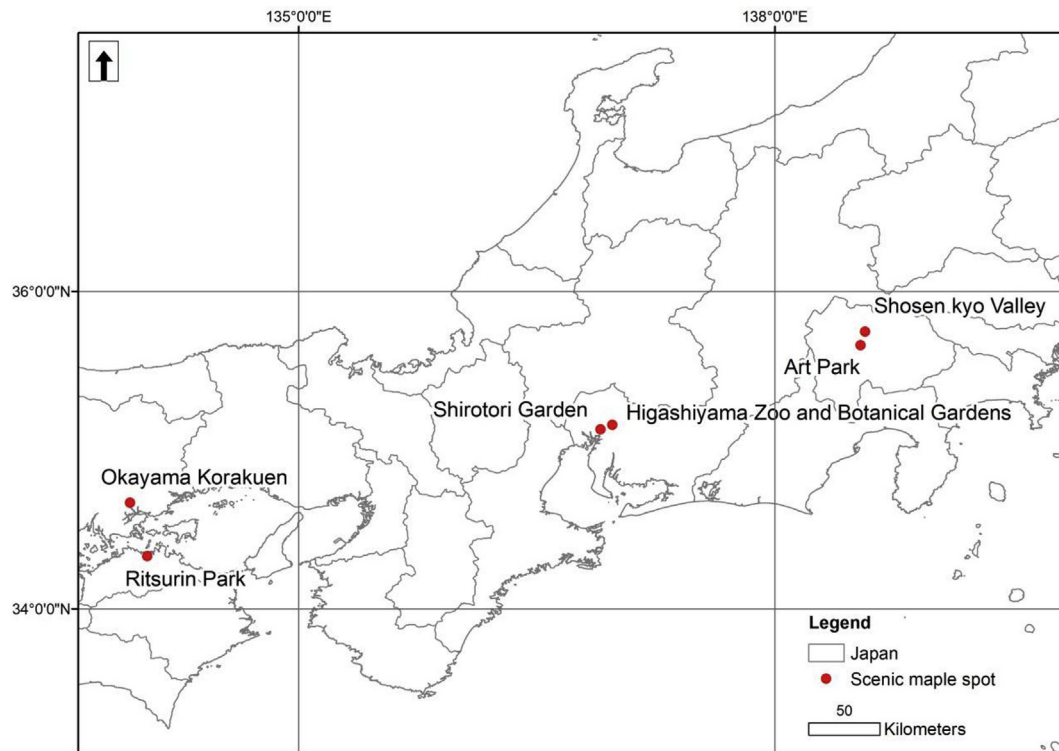 135°0'0"E
138°0'0"E
36°0'0"N
Shosen kyo Valley
Art Park
Shirotori Garden
Higashiyama Zoo and Botanical Gardens
Okayama Korakuen
Ritsurin Park
34°0'0"N
Legend
Japan
Scenic maple spot
50
Kilometers